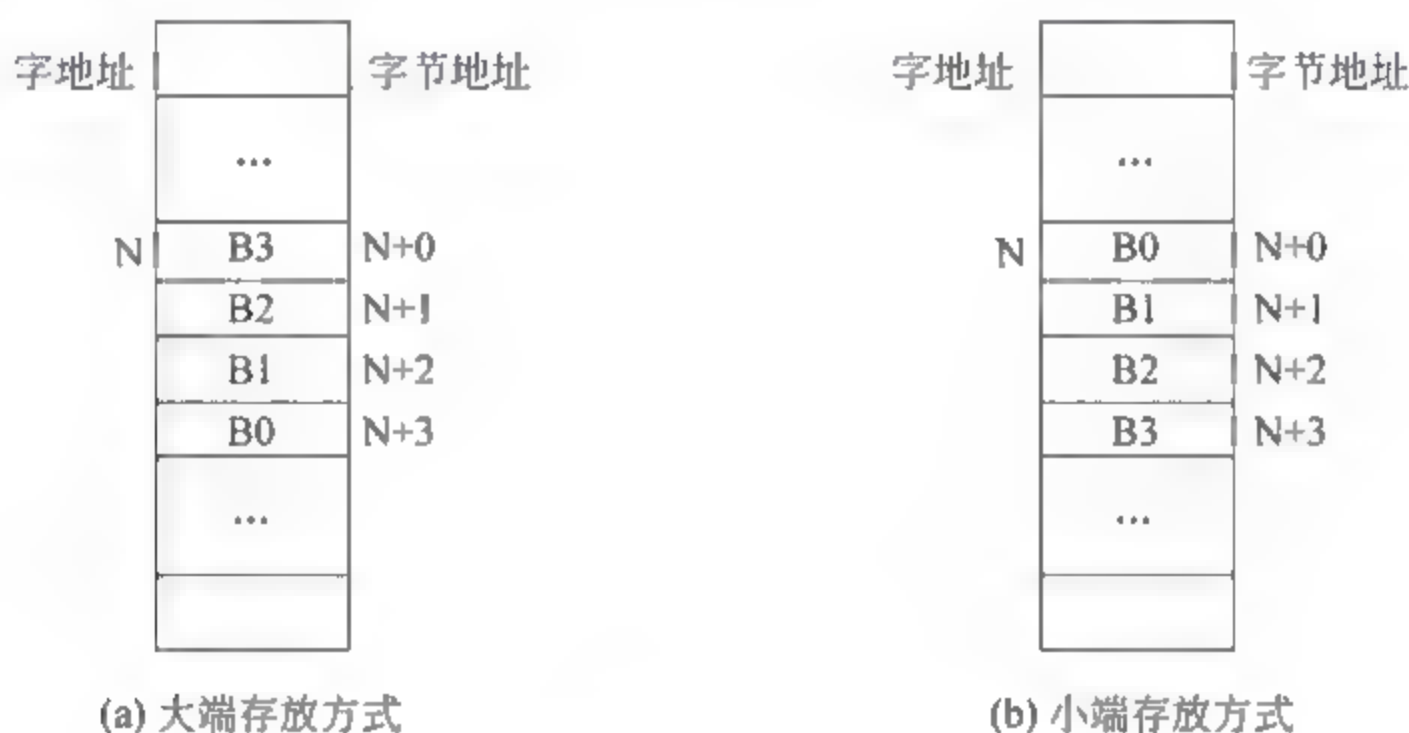 字地址 字节地址
...
N B3 N+0
B2 N+1
B1 N+2
B0 N+3
...
(a) 大端存放方式
字地址 字节地址
...
N B0 N+0
B1 N+1
B2 N+2
B3 N+3
...
(b) 小端存放方式